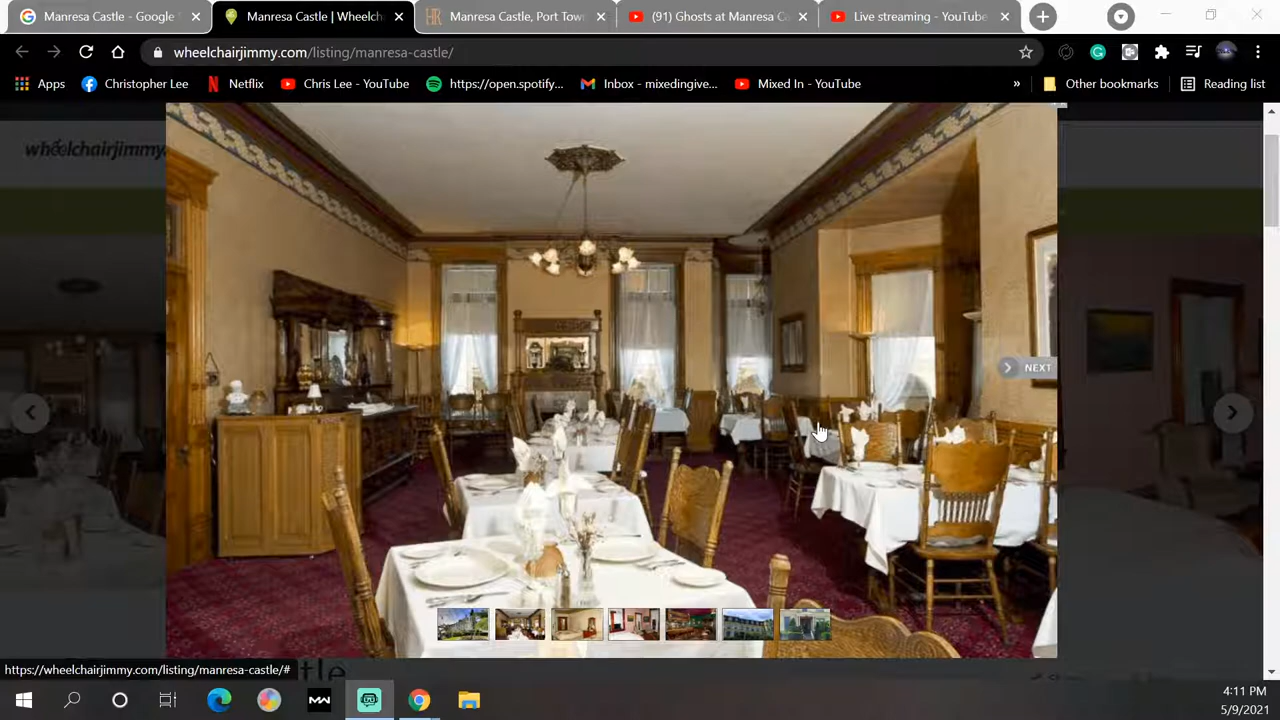 Manresa Castle - Google
Manresa Castle | Wheelch
Manresa Castle, Port Town
(91) Ghosts at Manresa C
Live streaming - YouTube
wheelchairjimmy.com/listing/manresa-castle/
Apps
Christopher Lee
Netflix
Chris Lee - YouTube
https://open.spotify...
Inbox - mixedingive...
Mixed In - YouTube
»
Other bookmarks
Reading list
wheelchairjimmy.
NEXT
https://wheelchairjimmy.com/listing/manresa-castle/#
tle
MW
4:11 PM
5/9/2021